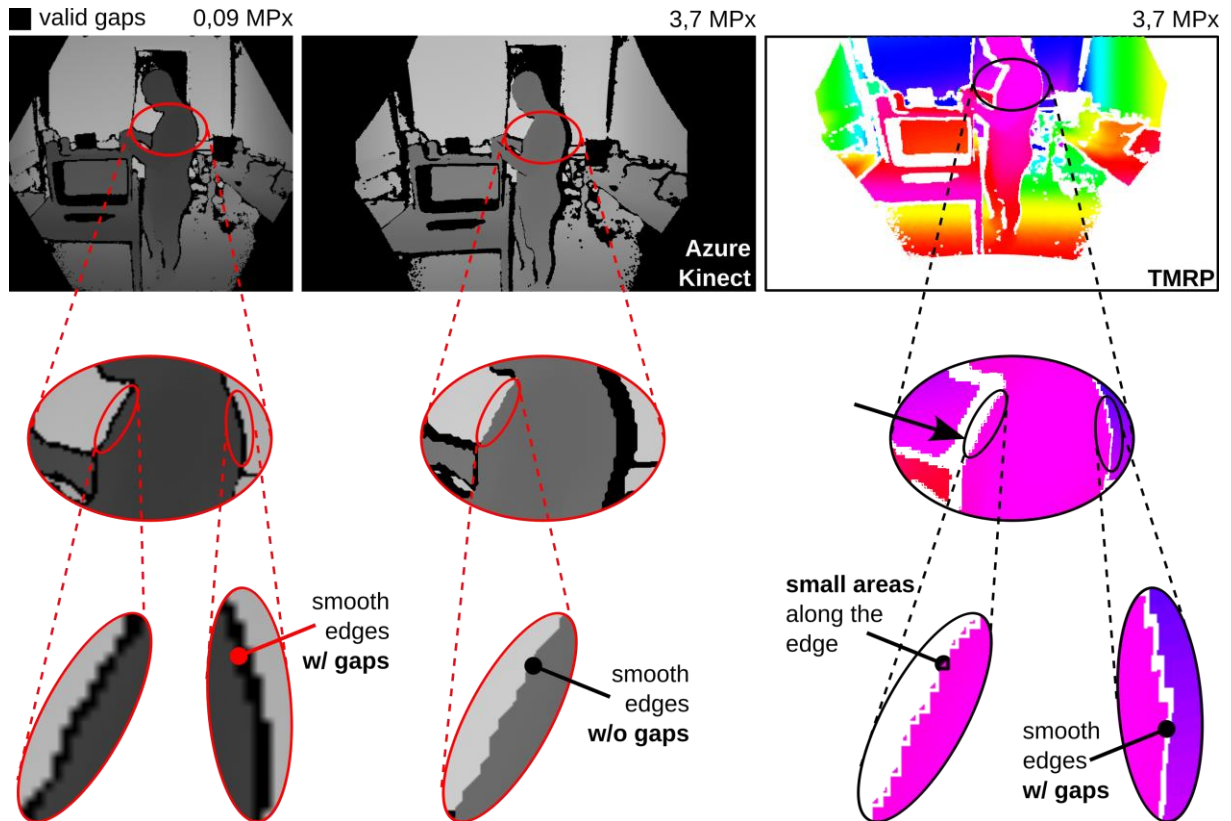 valid gaps
0,09 MPx
3,7 MPx
3,7 MPx
Azure
Kinect
TMRP
smooth
edges
w/ gaps
smooth
edges
w/o gaps
small areas
along the
edge
smooth
edges
w/ gaps